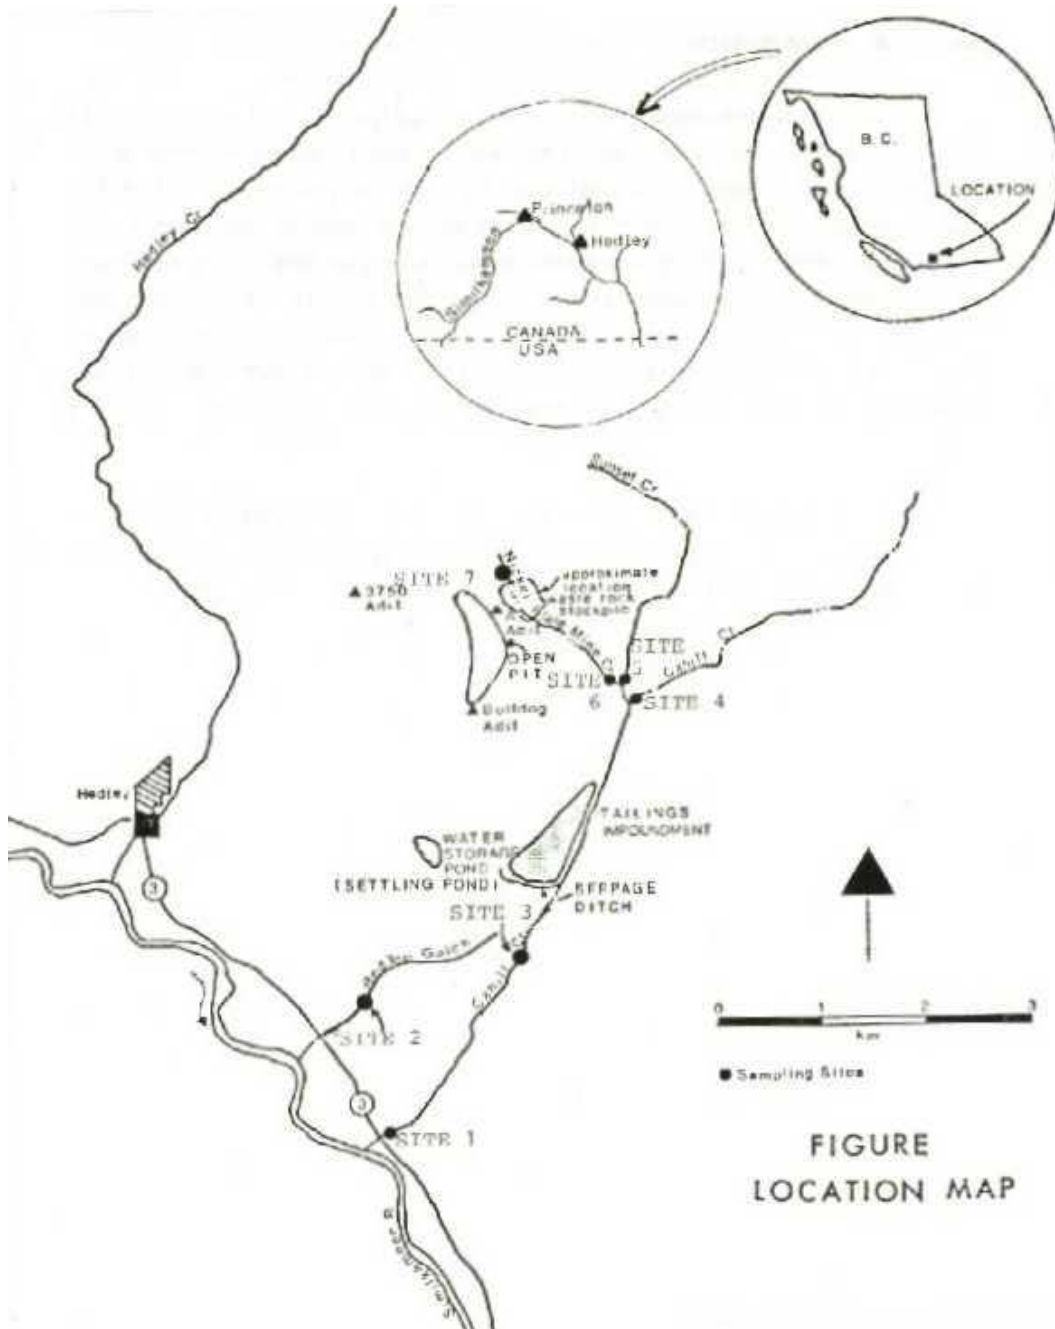 B.C.
LOCATION
Princeton
Hedley
Similkameen
CANADA
USA
Hedley Cr.
Sunset Cr
SITE 7
approximate
location
stockpile
3750
Adit
Adit
OPEN
PIT
Mine
SITE
5
SITE
6
Cahill Cr
SITE 4
Bulldog
Adit
Hedley
TAILINGS
IMPOUNDMENT
WATER
STORAGE
POND
(SETTLING POND)
SEEPAGE
DITCH
SITE 3
3
Gulch
Cahill Cr
SITE 2
0 1 2 3
km
Sampling Sites
3
SITE 1
Similkameen R
FIGURE
LOCATION MAP